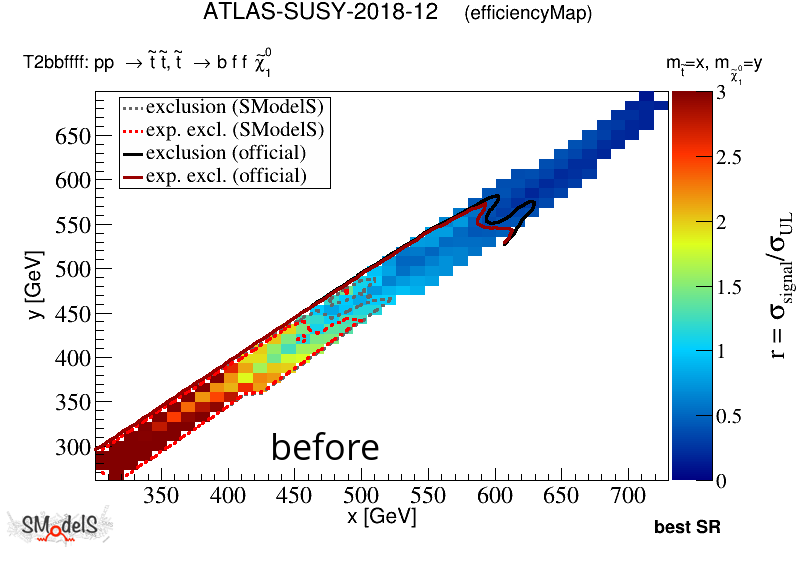 ATLAS-SUSY-2018-12 (efficiencyMap)
T2bbffff: pp → t̃ t̃, t̃ → b f f χ̃⁰₁
m_t̃=x, m_χ̃⁰₁=y
exclusion (SModelS)
exp. excl. (SModelS)
exclusion (official)
exp. excl. (official)
3
2.5
2
1.5
1
0.5
0
r = σ_signal/σ_UL
650
600
550
500
450
400
350
300
y [GeV]
before
350 400 450 500 550 600 650 700
x [GeV]
SModelS
best SR